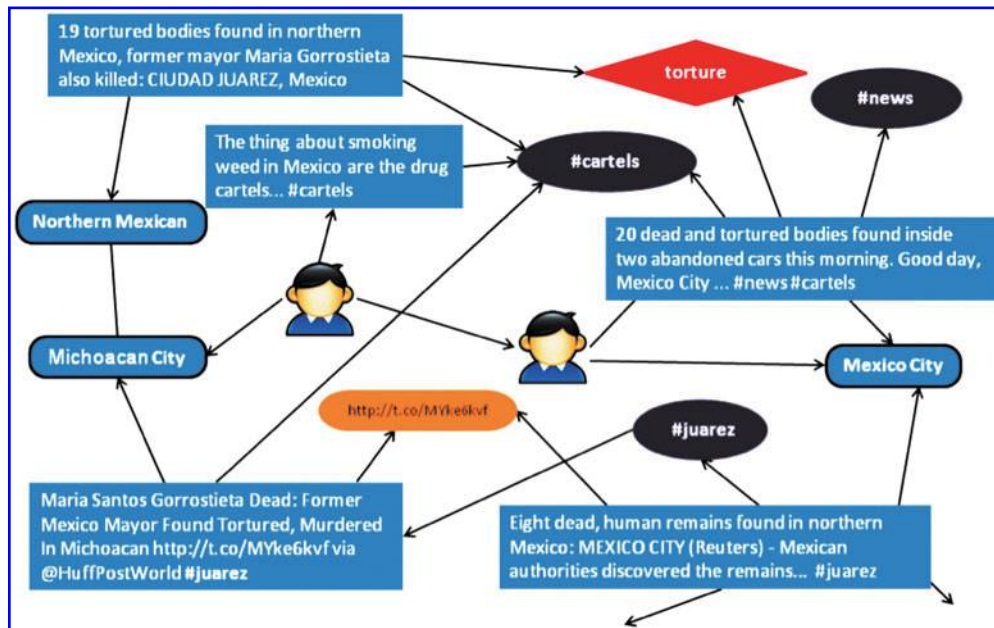 19 tortured bodies found in northern
Mexico, former mayor Maria Gorrostieta
also killed: CIUDAD JUAREZ, Mexico
torture
#news
The thing about smoking
weed in Mexico are the drug
cartels... #cartels
#cartels
Northern Mexican
20 dead and tortured bodies found inside
two abandoned cars this morning. Good day,
Mexico City ... #news #cartels
Michoacan City
Mexico City
http://t.co/MYke6kvf
#juarez
Maria Santos Gorrostieta Dead: Former
Mexico Mayor Found Tortured, Murdered
In Michoacan http://t.co/MYke6kvf via
@HuffPostWorld #juarez
Eight dead, human remains found in northern
Mexico: MEXICO CITY (Reuters) - Mexican
authorities discovered the remains... #juarez